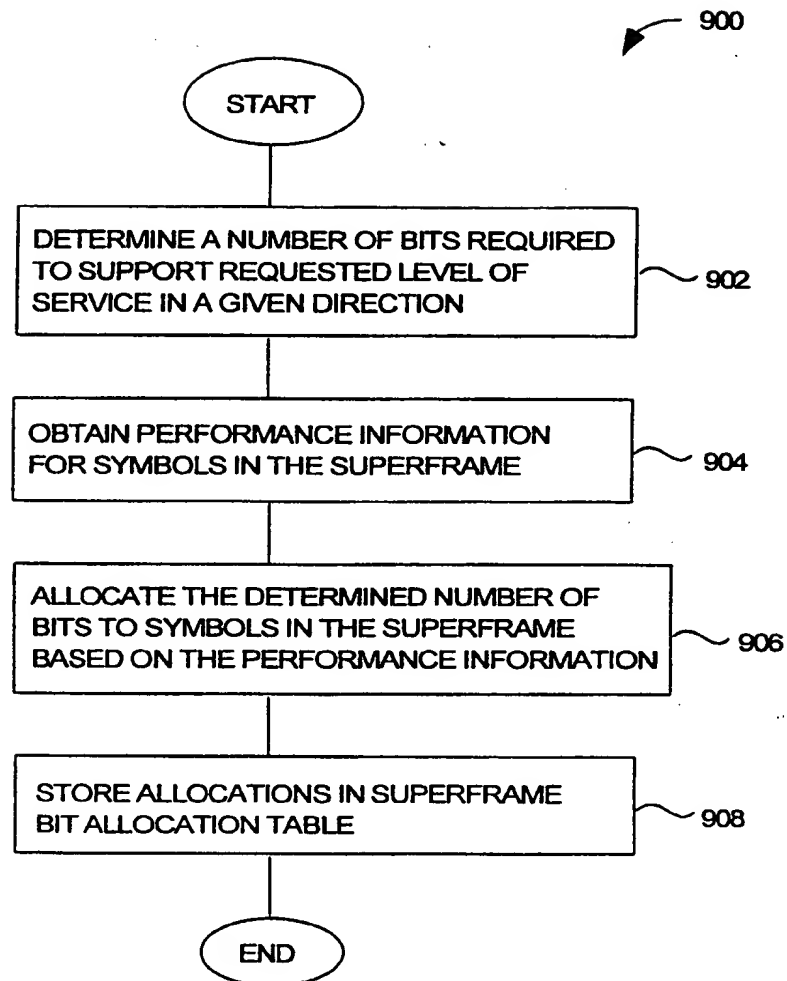 900
START
DETERMINE A NUMBER OF BITS REQUIRED
TO SUPPORT REQUESTED LEVEL OF
SERVICE IN A GIVEN DIRECTION
902
OBTAIN PERFORMANCE INFORMATION
FOR SYMBOLS IN THE SUPERFRAME
904
ALLOCATE THE DETERMINED NUMBER OF
BITS TO SYMBOLS IN THE SUPERFRAME
BASED ON THE PERFORMANCE INFORMATION
906
STORE ALLOCATIONS IN SUPERFRAME
BIT ALLOCATION TABLE
908
END